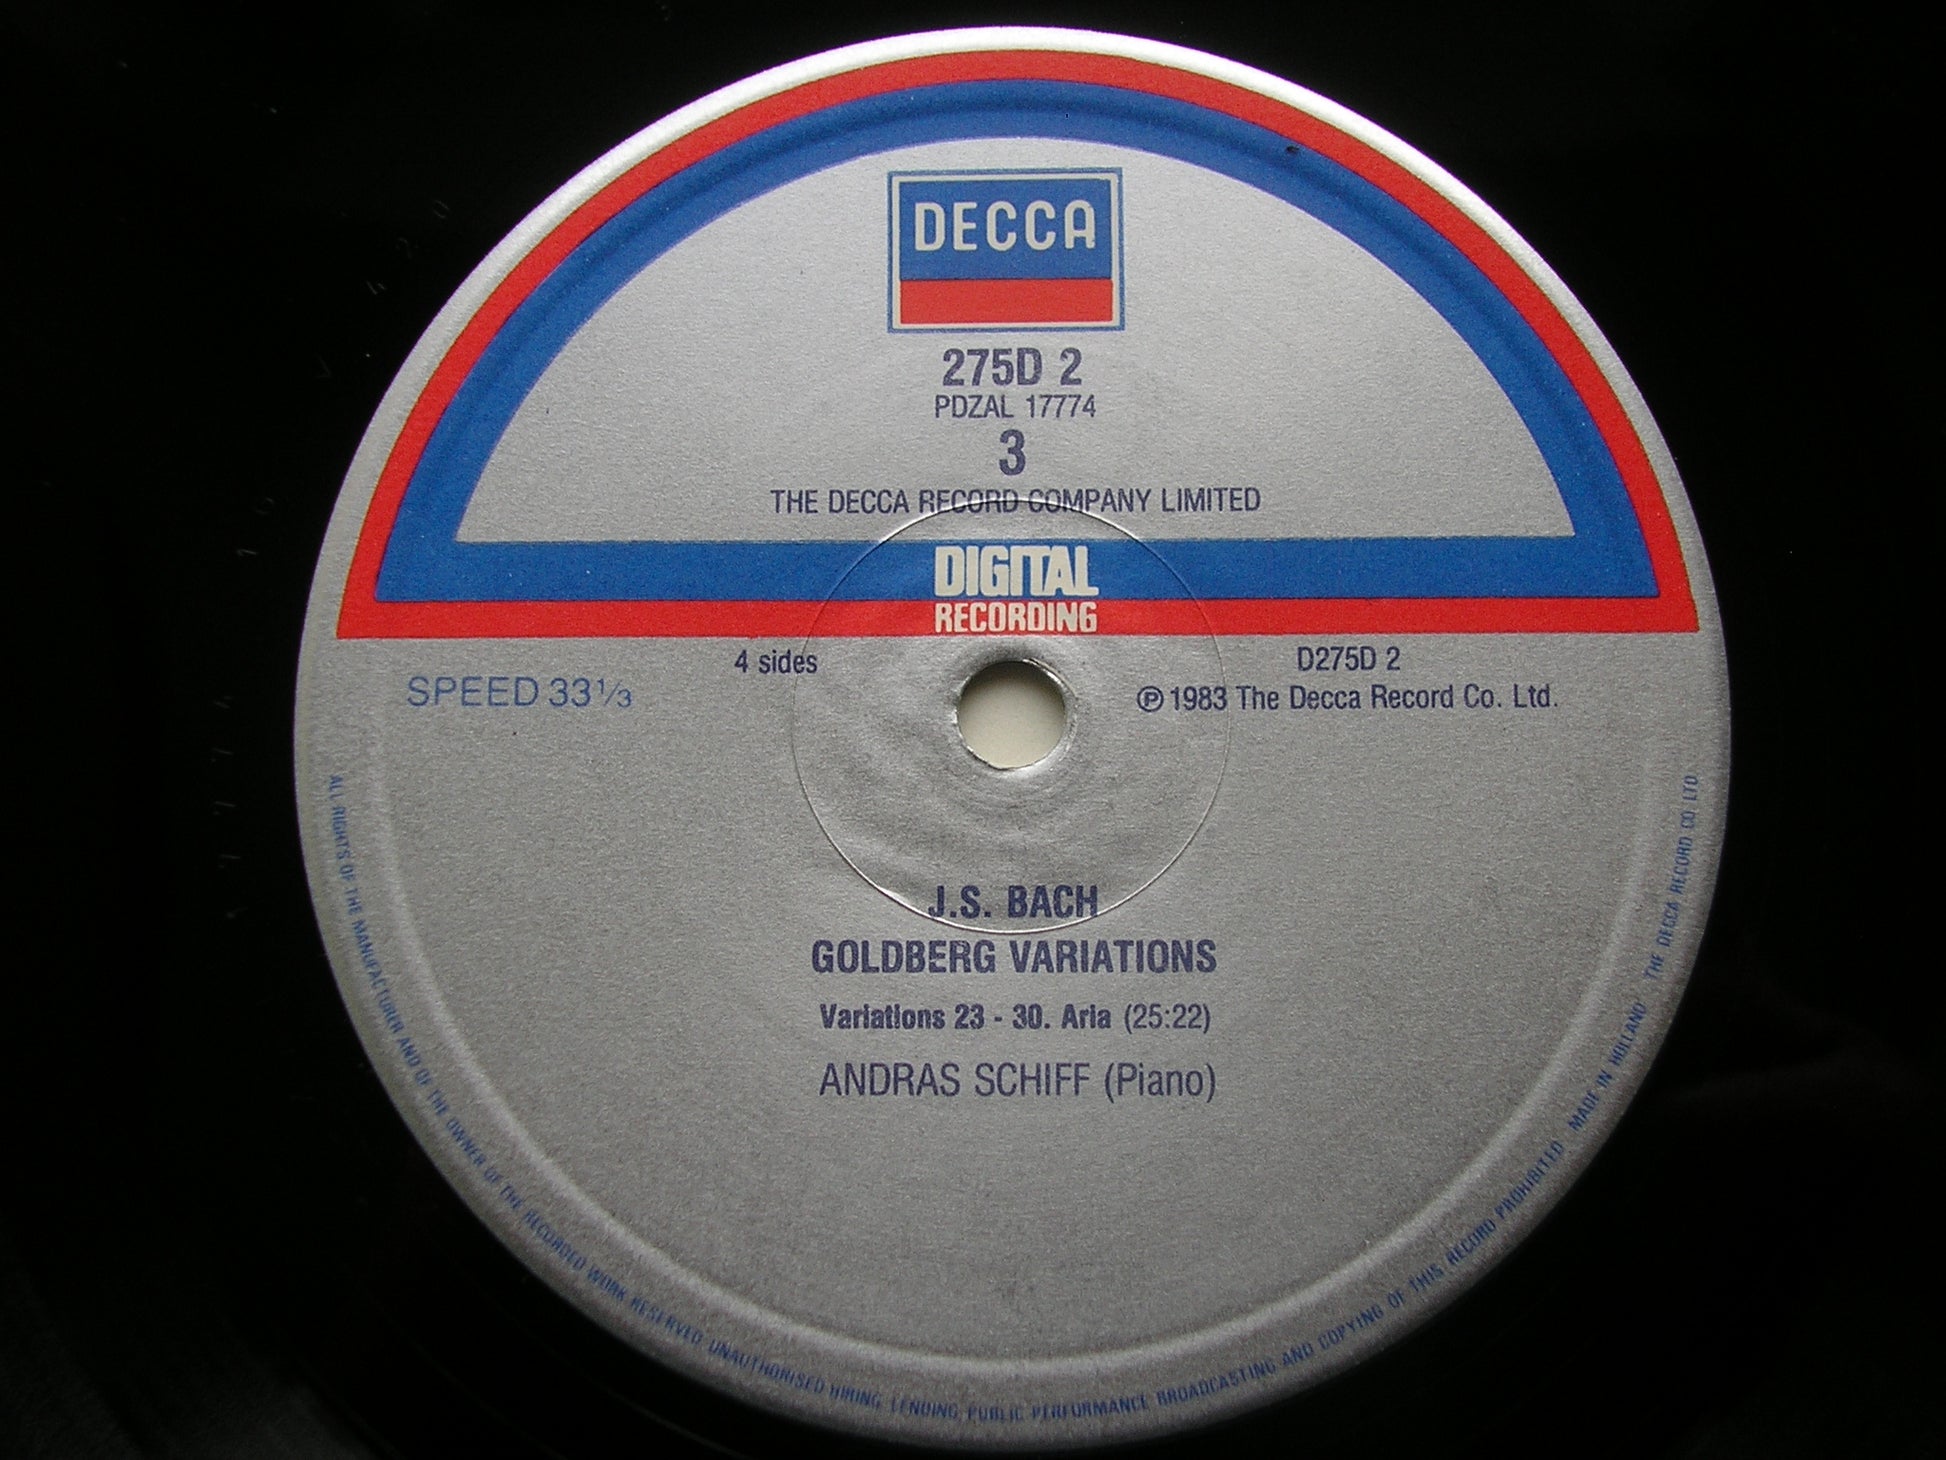 DECCA
275D 2
PDZAL 17774
3
THE DECCA RECORD COMPANY LIMITED
DIGITAL
RECORDING
4 sides
D275D 2
SPEED 33⅓
℗ 1983 The Decca Record Co. Ltd.
J.S. BACH
GOLDBERG VARIATIONS
Variations 23 - 30. Aria (25:22)
ANDRAS SCHIFF (Piano)
ALL RIGHTS OF THE MANUFACTURER AND OF THE OWNER OF THE RECORDED WORK RESERVED UNAUTHORISED HIRING, LENDING, PUBLIC PERFORMANCE BROADCASTING AND COPYING OF THIS RECORD PROHIBITED MADE IN HOLLAND THE DECCA RECORD CO LTD